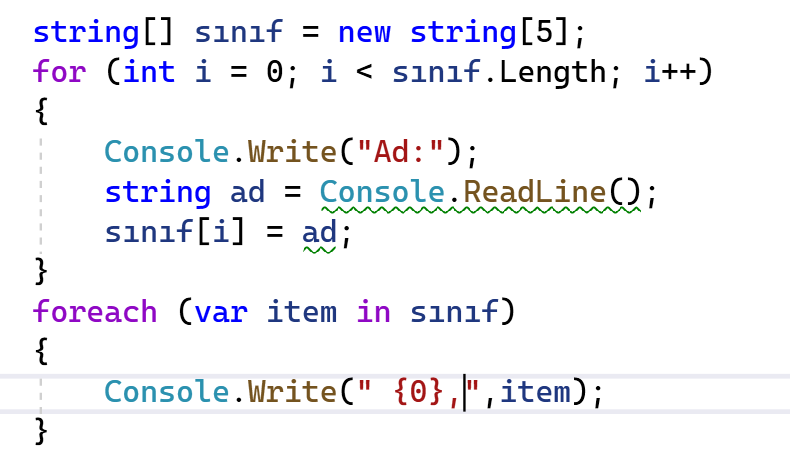 string[] sınıf = new string[5];
for (int i = 0; i < sınıf.Length; i++)
{
    Console.Write("Ad:");
    string ad = Console.ReadLine();
    sınıf[i] = ad;
}
foreach (var item in sınıf)
{
    Console.Write(" {0},",item);
}